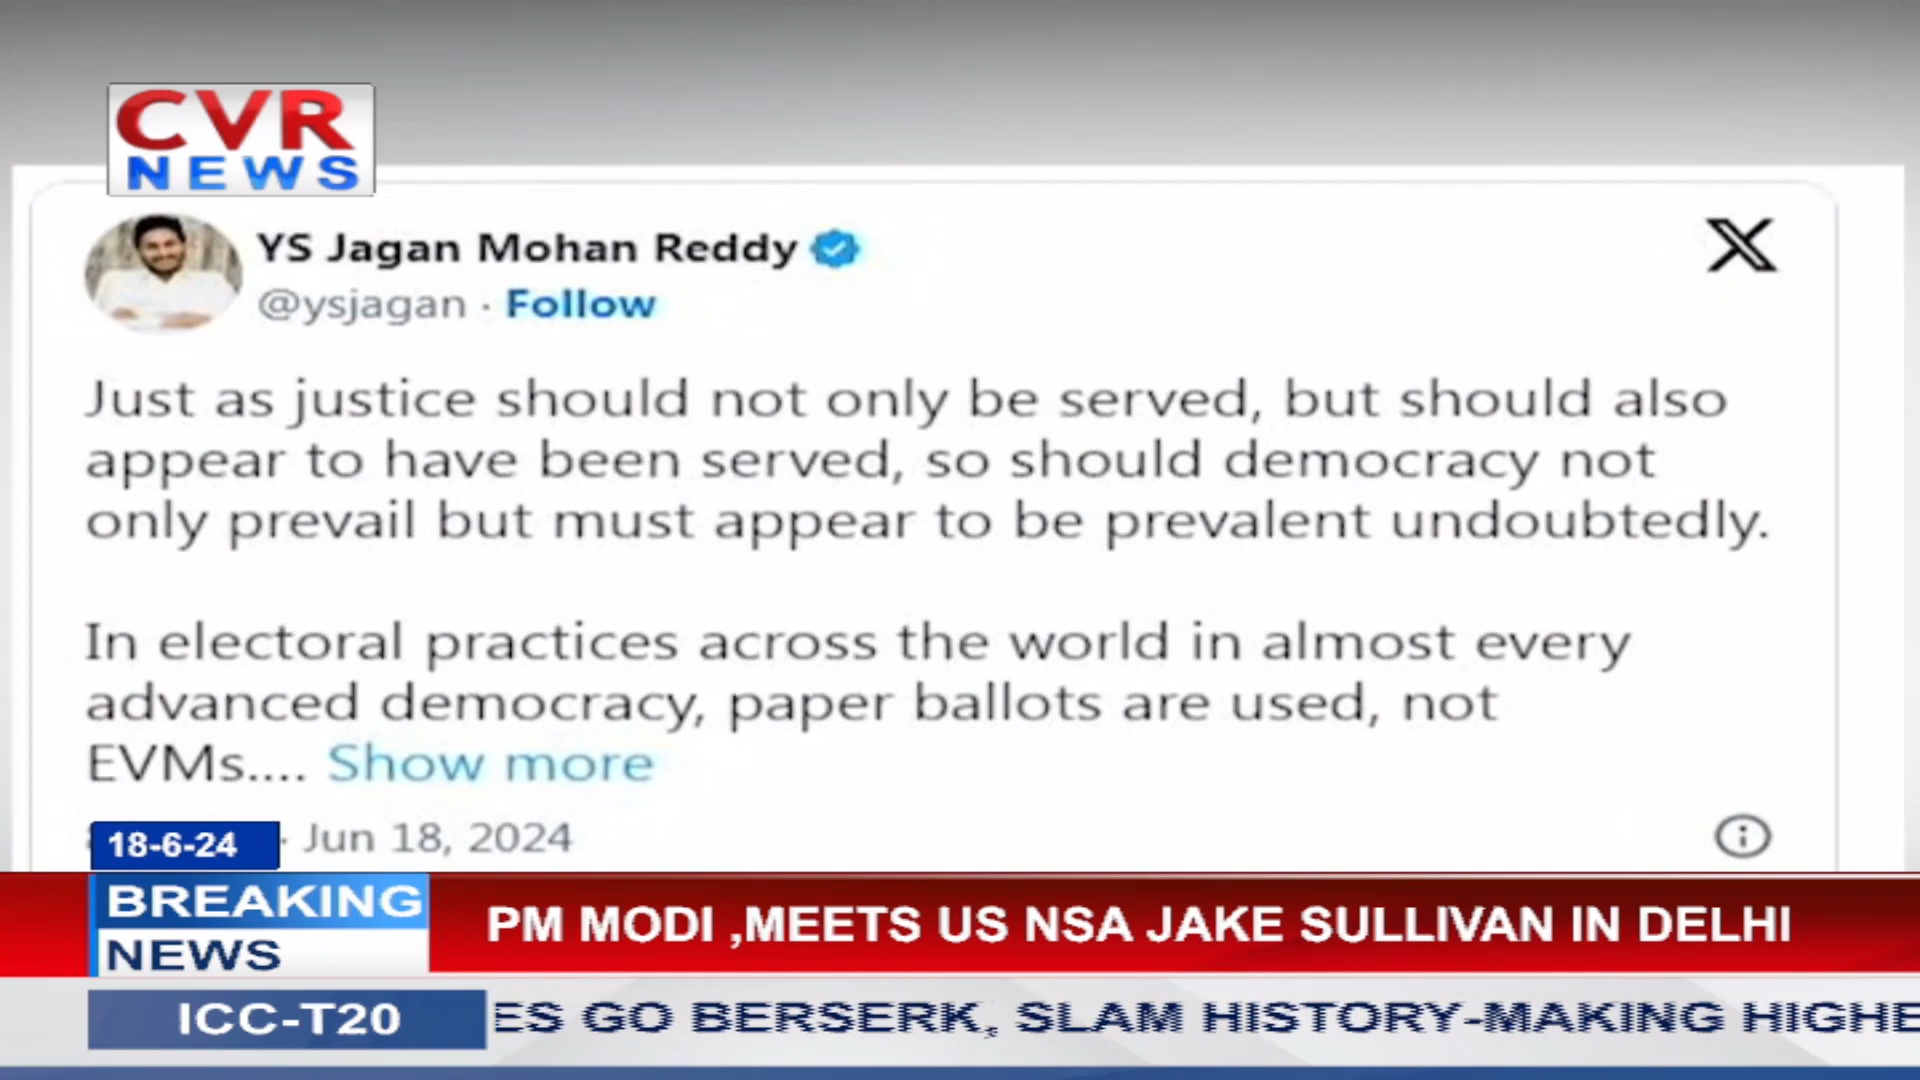 CVR
NEWS
YS Jagan Mohan Reddy
@ysjagan · Follow
Just as justice should not only be served, but should also
appear to have been served, so should democracy not
only prevail but must appear to be prevalent undoubtedly.
In electoral practices across the world in almost every
advanced democracy, paper ballots are used, not
EVMs.... Show more
· Jun 18, 2024
18-6-24
BREAKING
NEWS
PM MODI ,MEETS US NSA JAKE SULLIVAN IN DELHI
ICC-T20
ES GO BERSERK, SLAM HISTORY-MAKING HIGHE